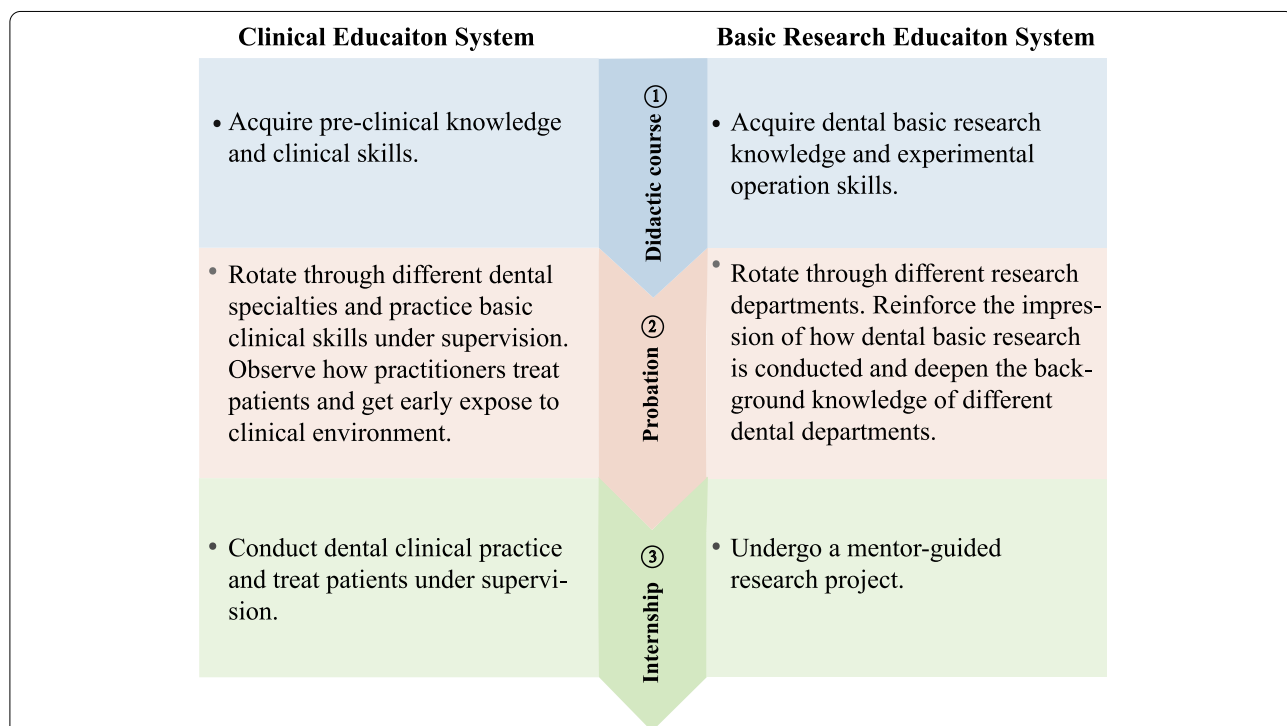 Clinical Educaiton System
Basic Research Educaiton System
Didactic course ①
• Acquire pre-clinical knowledge
and clinical skills.
• Acquire dental basic research
knowledge and experimental
operation skills.
Probation ②
• Rotate through different dental
specialties and practice basic
clinical skills under supervision.
Observe how practitioners treat
patients and get early expose to
clinical environment.
• Rotate through different research
departments. Reinforce the impres-
sion of how dental basic research
is conducted and deepen the back-
ground knowledge of different
dental departments.
Internship ③
• Conduct dental clinical practice
and treat patients under supervi-
sion.
• Undergo a mentor-guided
research project.